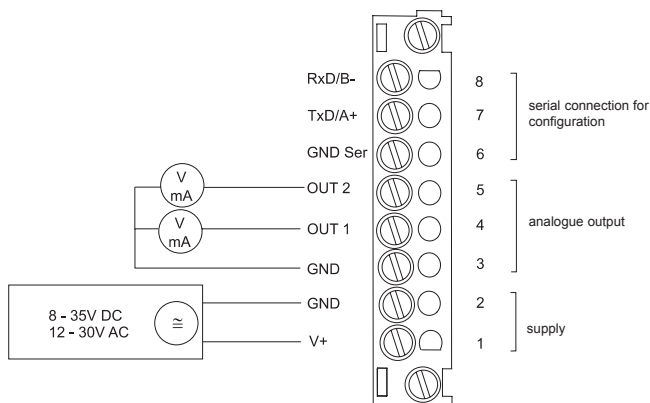 RxD/B- 8
TxD/A+ 7
serial connection for
configuration
GND Ser 6
V
mA
OUT 2 5
V
mA
OUT 1 4
analogue output
GND 3
GND 2
8 - 35V DC
12 - 30V AC
≅
supply
V+ 1